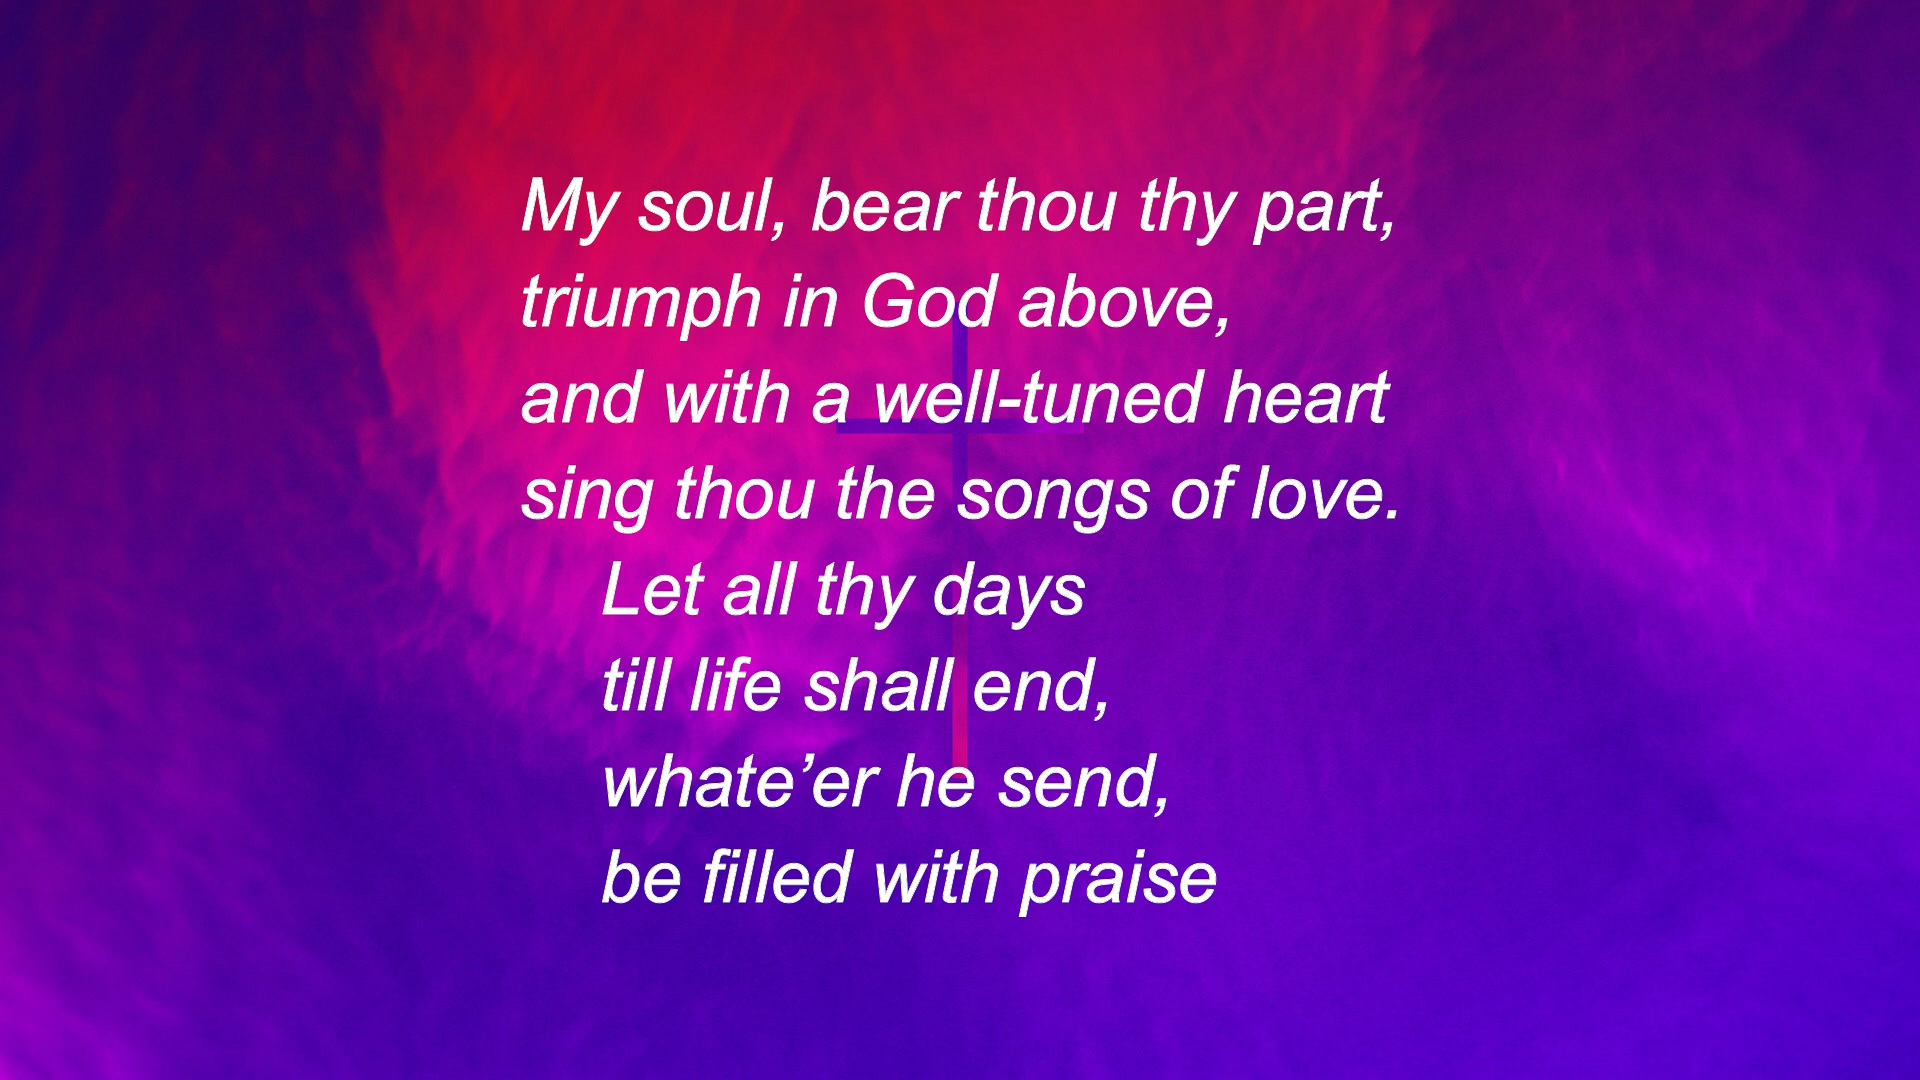 My soul, bear thou thy part,
triumph in God above,
and with a well-tuned heart
sing thou the songs of love.
Let all thy days
till life shall end,
whate’er he send,
be filled with praise